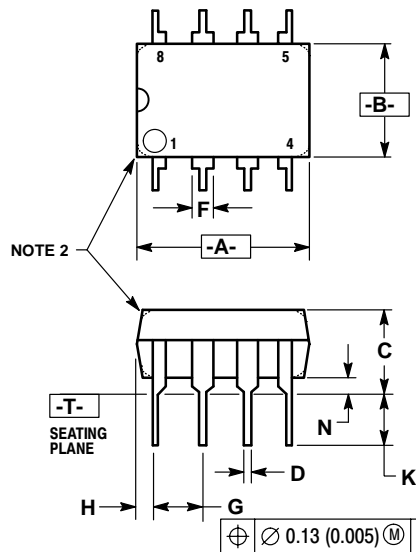 8 5
-B-
1 4
F
NOTE 2
-A-
C
-T-
N
SEATING
PLANE
D
K
H G
⌖ ∅ 0.13 (0.005) Ⓜ